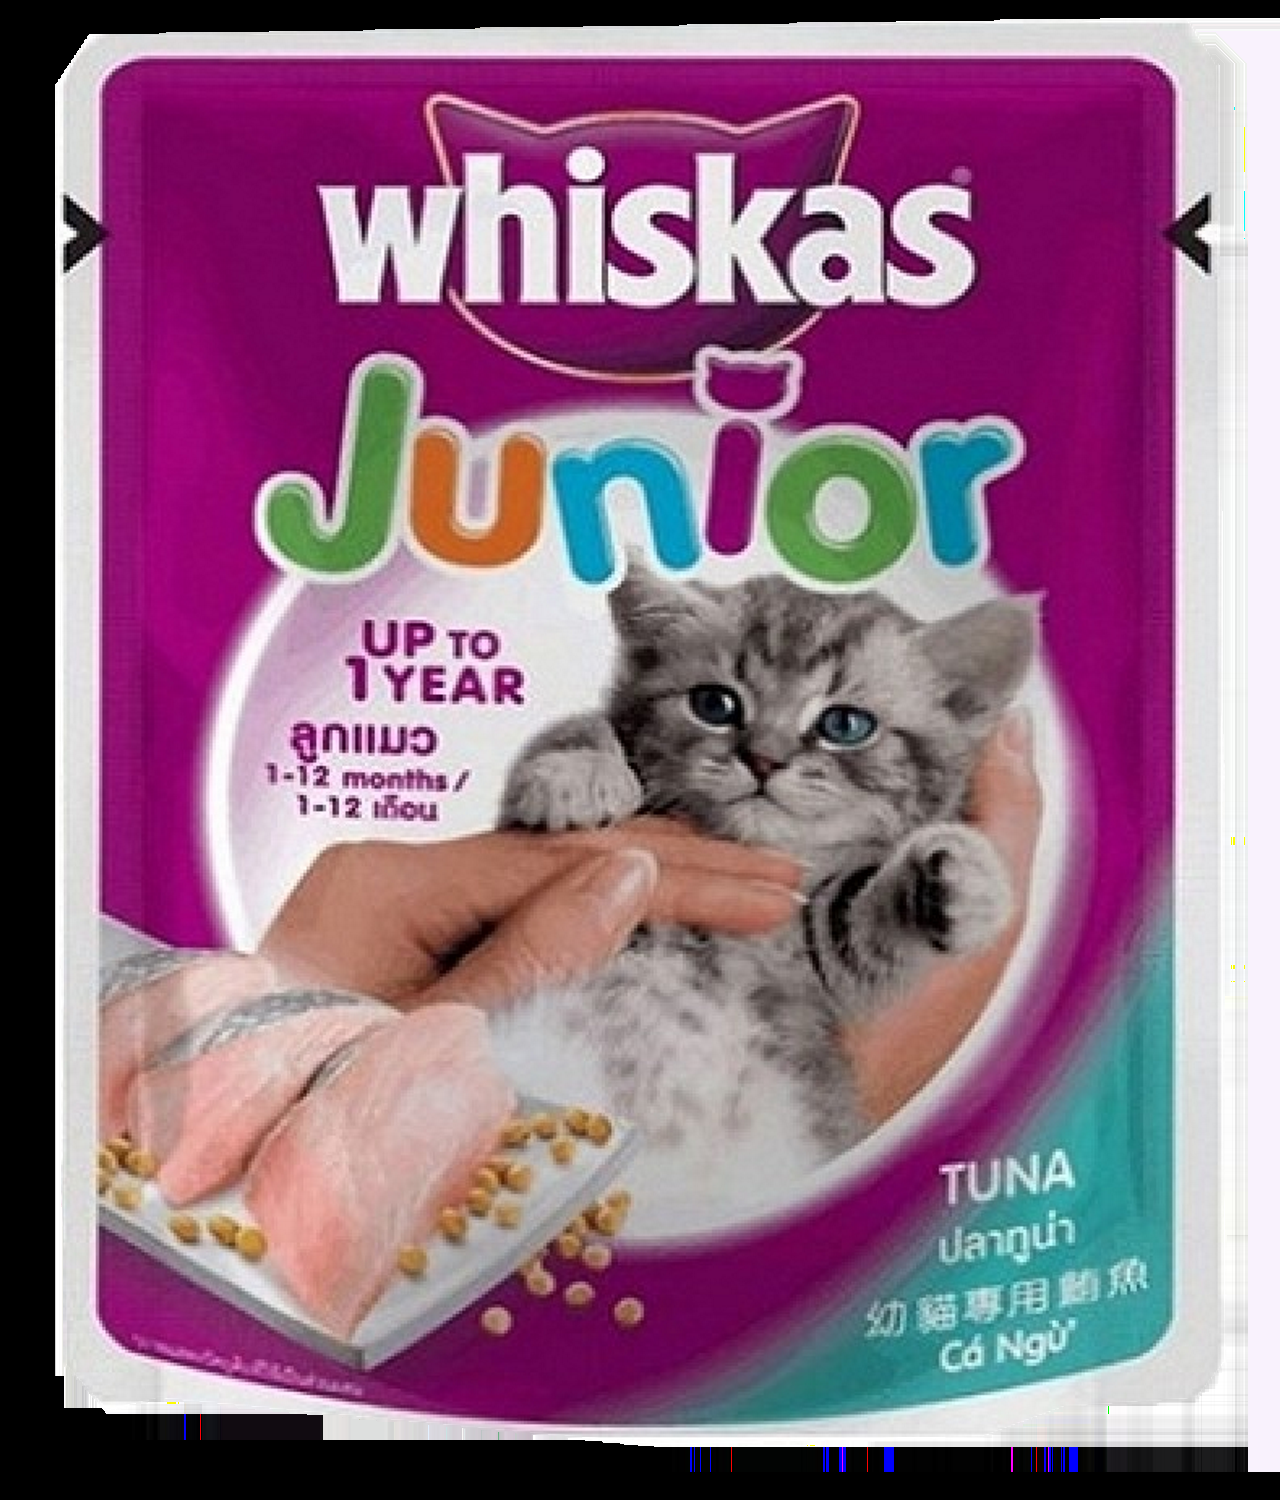 whiskas®
Junior
UP TO
1 YEAR
ลูกแมว
1-12 months /
1-12 เดือน
TUNA
ปลาทูน่า
幼貓專用鮪魚
Cá Ngừ